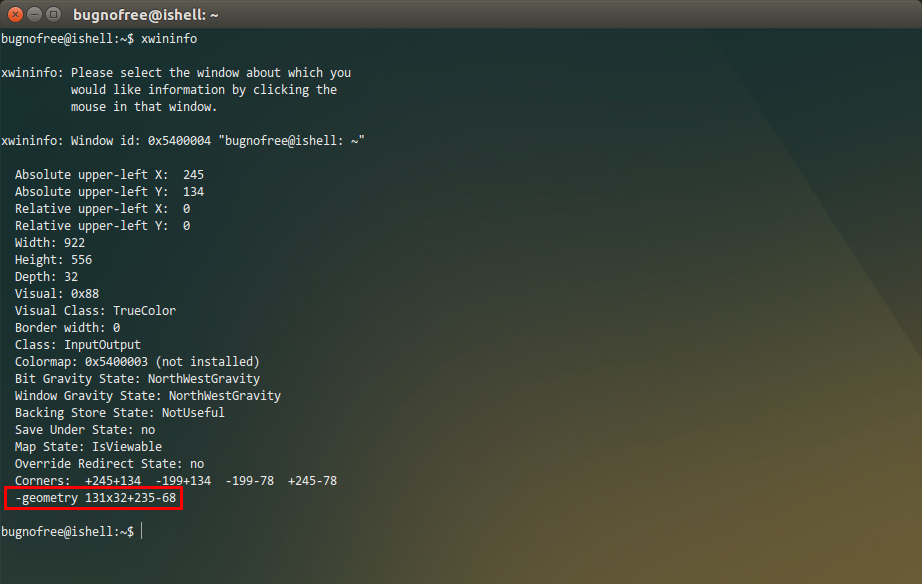 bugnofree@ishell: ~
bugnofree@ishell:~$ xwininfo
xwininfo: Please select the window about which you
would like information by clicking the
mouse in that window.
xwininfo: Window id: 0x5400004 "bugnofree@ishell: ~"
Absolute upper-left X:  245
Absolute upper-left Y:  134
Relative upper-left X:  0
Relative upper-left Y:  0
Width: 922
Height: 556
Depth: 32
Visual: 0x88
Visual Class: TrueColor
Border width: 0
Class: InputOutput
Colormap: 0x5400003 (not installed)
Bit Gravity State: NorthWestGravity
Window Gravity State: NorthWestGravity
Backing Store State: NotUseful
Save Under State: no
Map State: IsViewable
Override Redirect State: no
Corners:  +245+134  -199+134  -199-78  +245-78
-geometry 131x32+235-68
bugnofree@ishell:~$